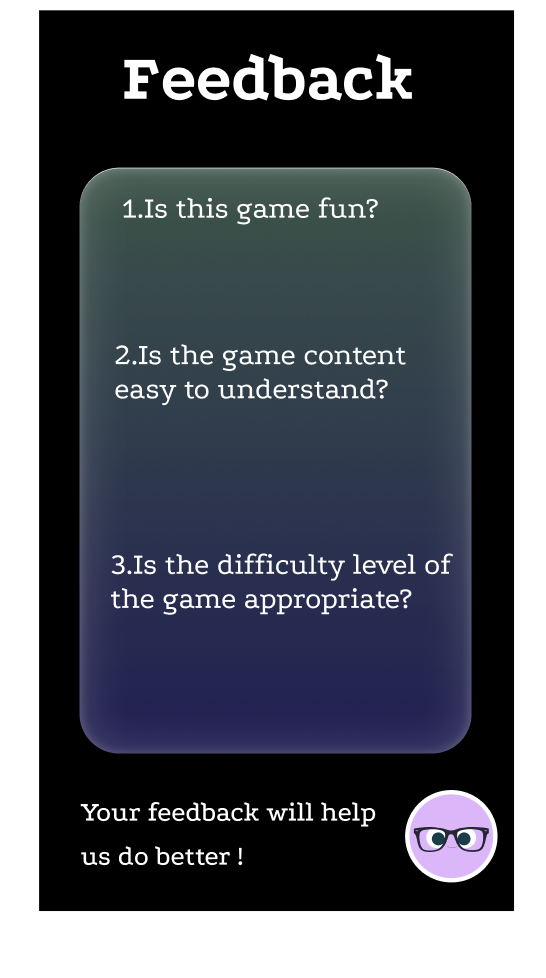 Feedback
1.Is this game fun?
2.Is the game content
easy to understand?
3.Is the difficulty level of
the game appropriate?
Your feedback will help
us do better !